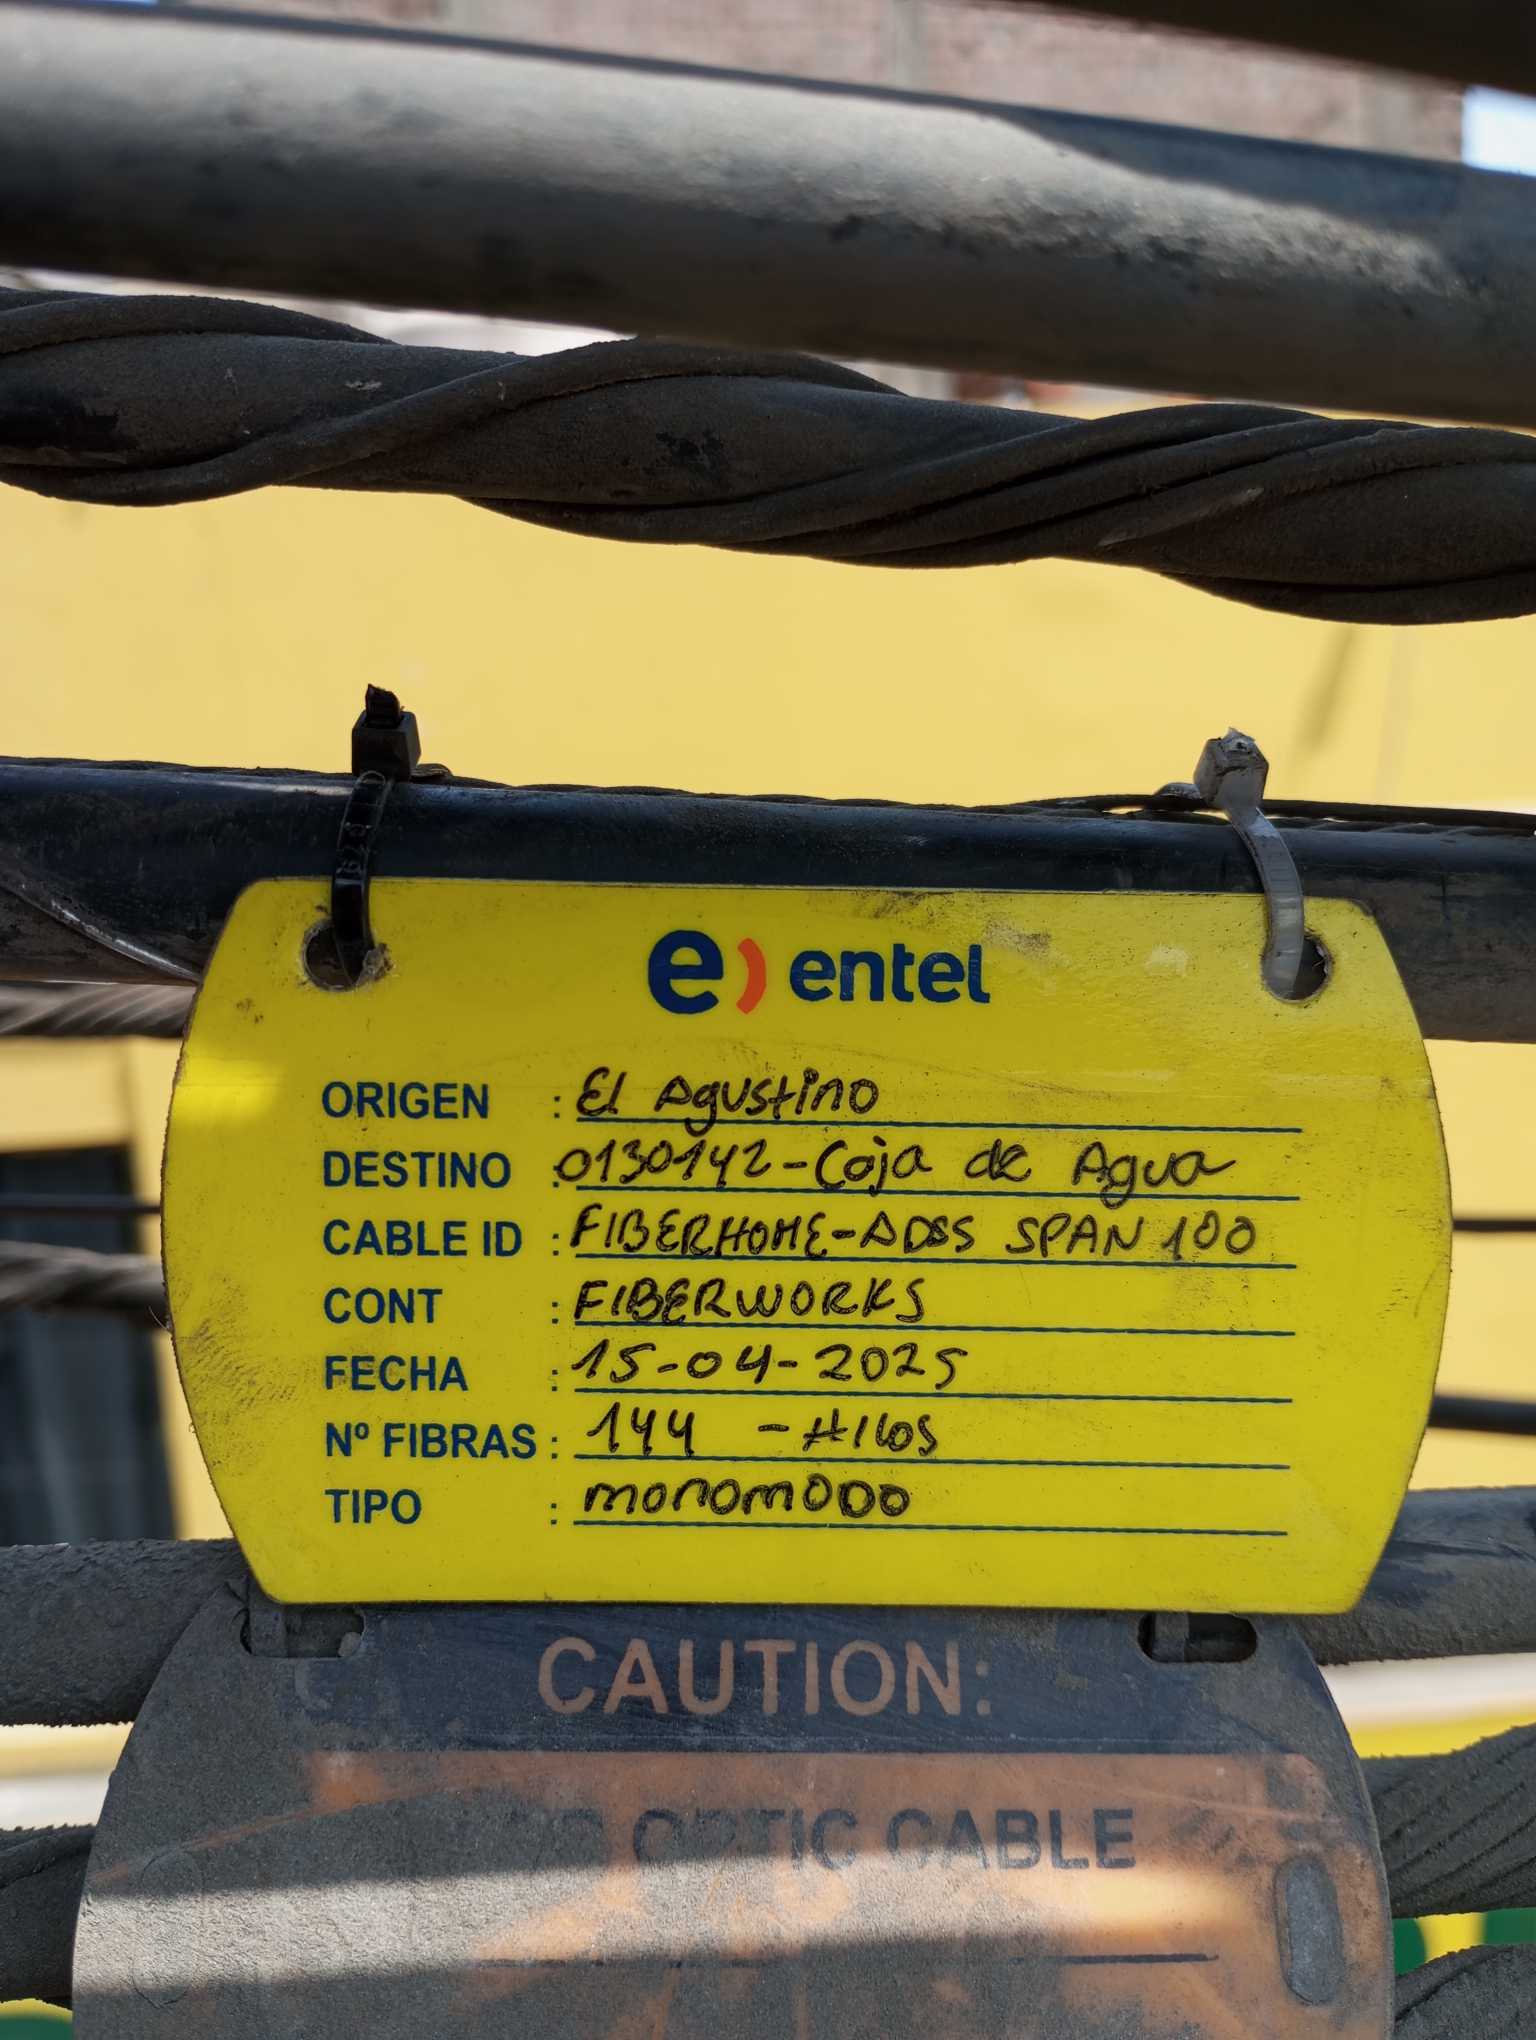 e) entel
ORIGEN : El Agustino
DESTINO : 0130142-Caja de Agua
CABLE ID : FIBERHOME-ADSS SPAN 100
CONT : FIBERWORKS
FECHA : 15-04-2025
Nº FIBRAS : 144 - Hilos
TIPO : monomodo
CAUTION:
OPTIC CABLE